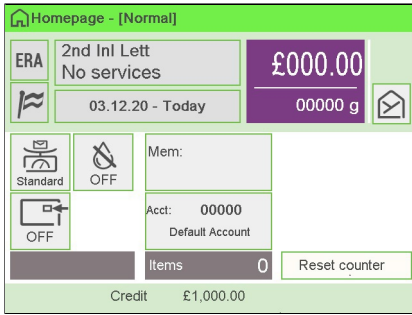 Homepage - [Normal]
ERA
2nd Inl Lett
No services
£000.00
03.12.20 - Today
00000 g
Standard
OFF
Mem:
OFF
Acct: 00000
Default Account
Items 0
Reset counter
Credit £1,000.00